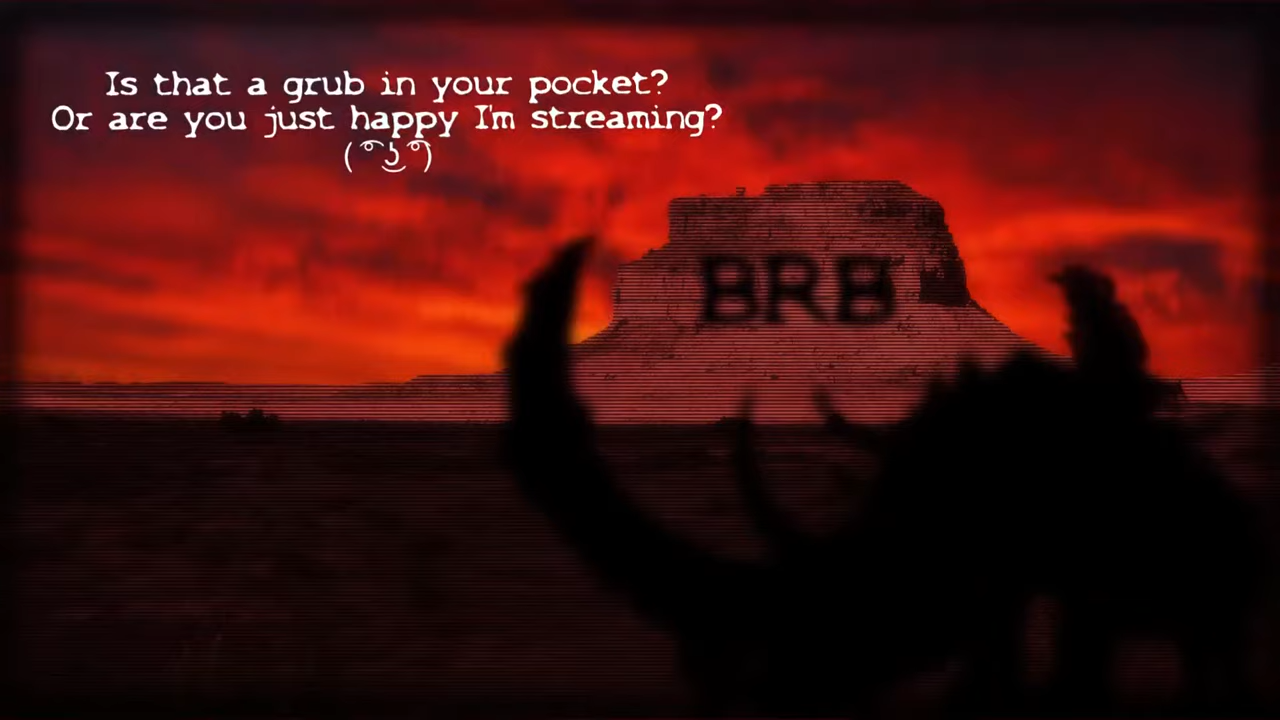 Is that a grub in your pocket?
Or are you just happy I'm streaming?
( ͡° ͜ʖ ͡°)
BRB